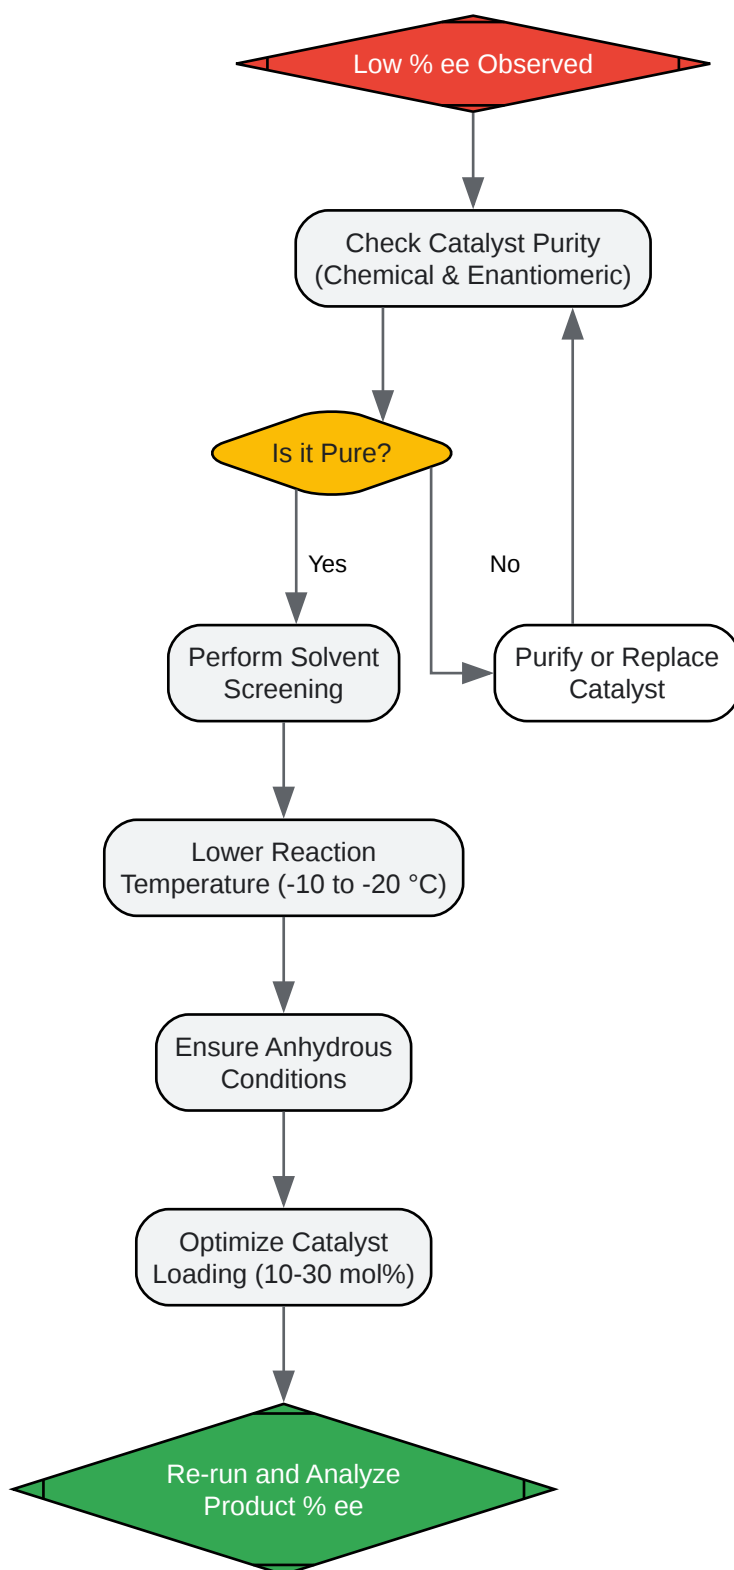 Low % ee Observed
Check Catalyst Purity
(Chemical & Enantiomeric)
Is it Pure?
Yes
No
Perform Solvent
Screening
Purify or Replace
Catalyst
Lower Reaction
Temperature (-10 to -20 °C)
Ensure Anhydrous
Conditions
Optimize Catalyst
Loading (10-30 mol%)
Re-run and Analyze
Product % ee